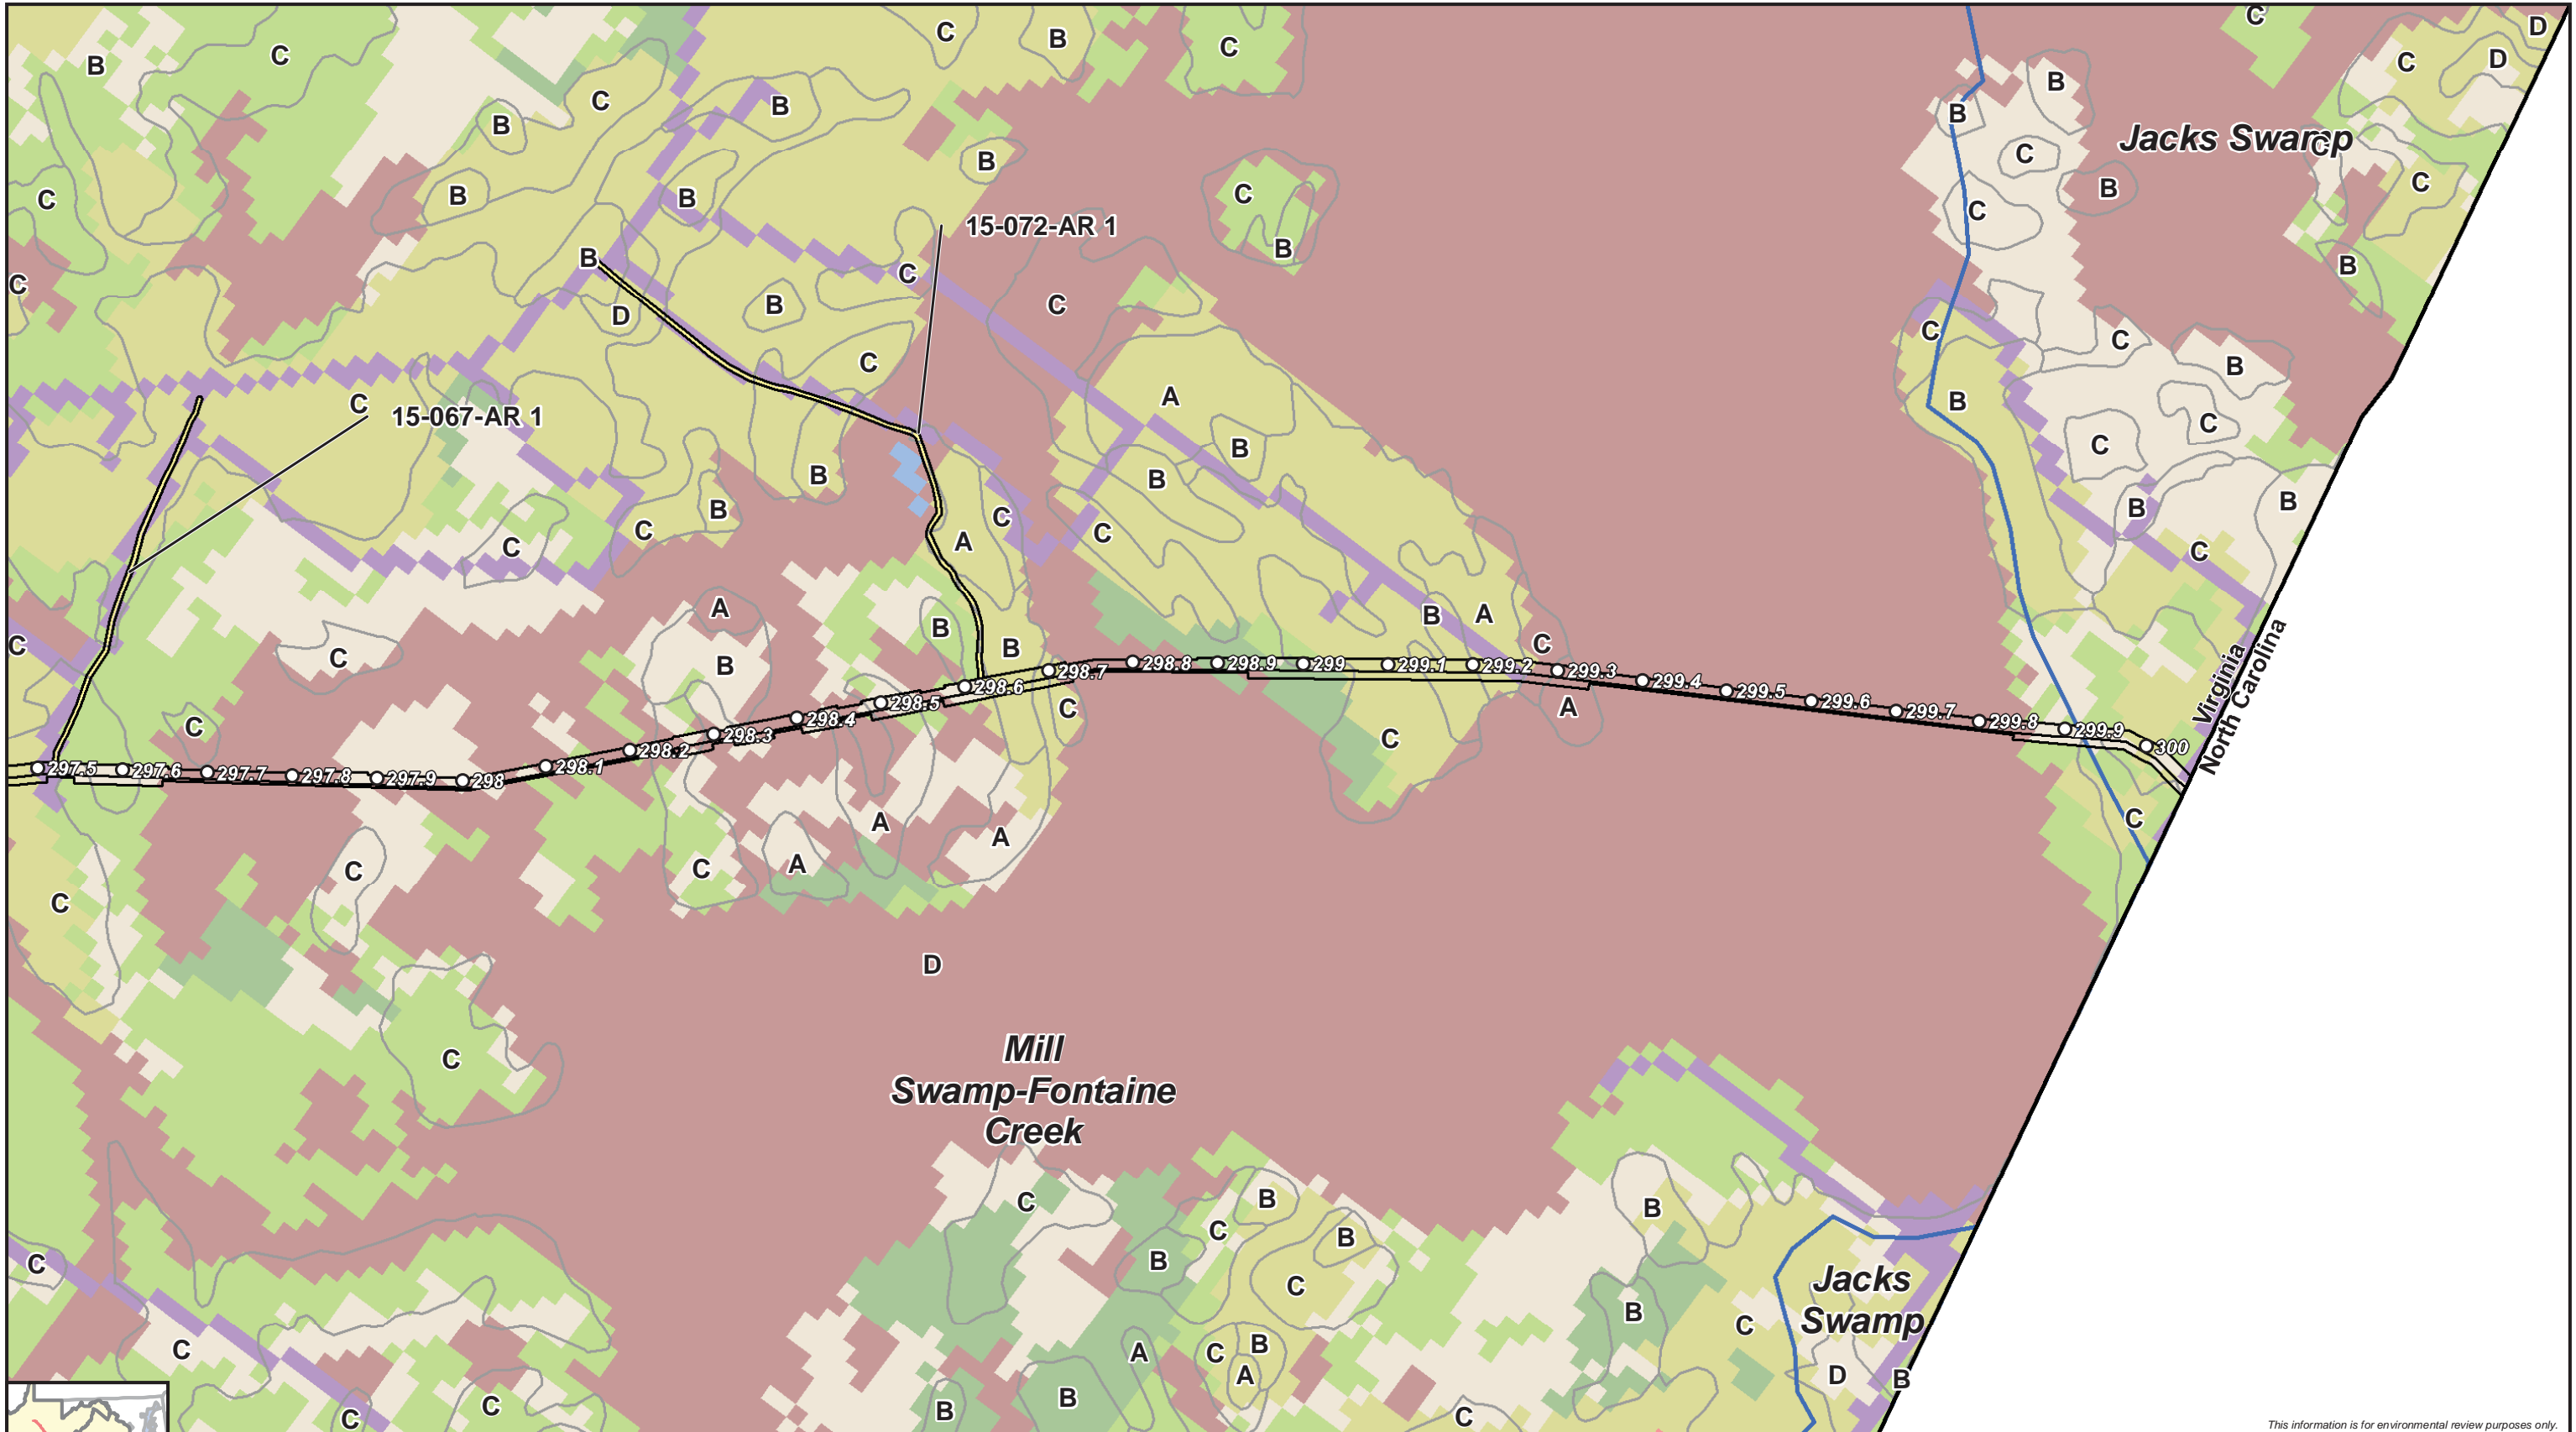 C
B
C
C
C
D
B
C
D
C
B
B
B
C
B
C
B
Jacks Swamp
C
C
B
C
B
B
C
C
15-072-AR 1
B
C
B
B
C
C
B
D
B
C
C
C
C
B
C
A
B
C
15-067-AR 1
C
B
C
B
B
B
B
B
C
C
C
A
C
C
C
A
B
B
A
C
C
C
B
B
C
A
C
C
C
A
297.5
297.6
297.7
297.8
297.9
298
298.1
298.2
298.3
298.4
298.5
298.6
298.7
298.8
298.9
299
299.1
299.2
299.3
299.4
299.5
299.6
299.7
299.8
299.9
300
Virginia
North Carolina
A
A
C
C
A
C
C
D
C
Mill
Swamp-Fontaine
Creek
C
B
B
C
B
B
C
C
Jacks
Swamp
B
C
C
A
C
B
A
D
B
C
C
B
B
C
This information is for environmental review purposes only.